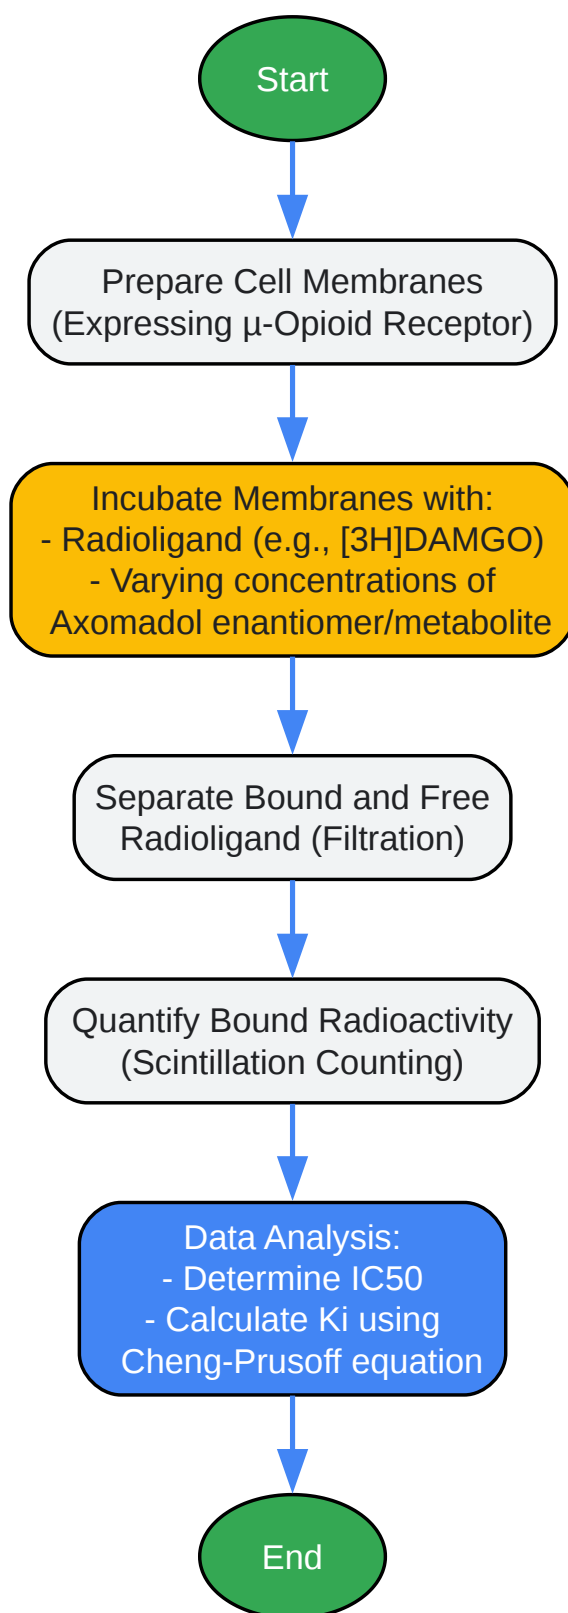 Start
Prepare Cell Membranes
(Expressing µ-Opioid Receptor)
Incubate Membranes with:
- Radioligand (e.g., [3H]DAMGO)
- Varying concentrations of
Axomadol enantiomer/metabolite
Separate Bound and Free
Radioligand (Filtration)
Quantify Bound Radioactivity
(Scintillation Counting)
Data Analysis:
- Determine IC50
- Calculate Ki using
Cheng-Prusoff equation
End